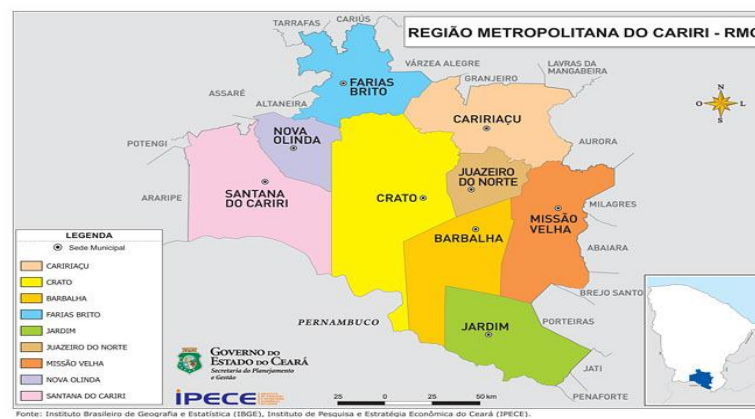 REGIÃO METROPOLITANA DO CARIRI - RMC
TARRAFAS
CARIÚS
VÁRZEA ALEGRE
LAVRAS DA
MANGABEIRA
GRANJEIRO
FARIAS
BRITO
ASSARÉ
ALTANEIRA
N
O
L
S
CARIRIAÇU
NOVA
OLINDA
POTENGI
AURORA
JUAZEIRO
DO NORTE
SANTANA
DO CARIRI
CRATO
ARARIPE
MISSÃO
VELHA
MILAGRES
BARBALHA
ABAIARA
BREJO SANTO
LEGENDA
Sede Municipal
CARIRIAÇU
CRATO
BARBALHA
FARIAS BRITO
JARDIM
JUAZEIRO DO NORTE
MISSÃO VELHA
NOVA OLINDA
SANTANA DO CARIRI
PERNAMBUCO
JARDIM
PORTEIRAS
JATI
PENAFORTE
GOVERNO DO
ESTADO DO CEARÁ
Secretaria do Planejamento
e Gestão
IPECE
25
0
25
50 km
Fonte: Instituto Brasileiro de Geografia e Estatística (IBGE), Instituto de Pesquisa e Estratégia Econômica do Ceará (IPECE).